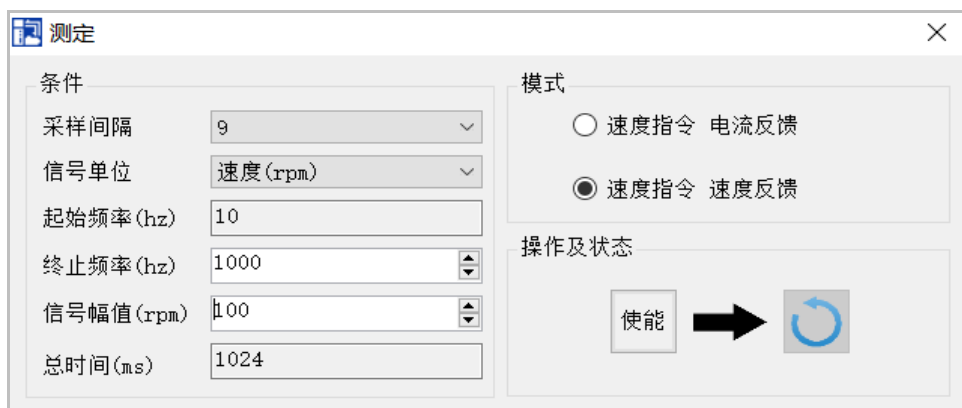 测定
条件
采样间隔 9
信号单位 速度(rpm)
起始频率(hz) 10
终止频率(hz) 1000
信号幅值(rpm) 100
总时间(ms) 1024
模式
速度指令 电流反馈
速度指令 速度反馈
操作及状态
使能